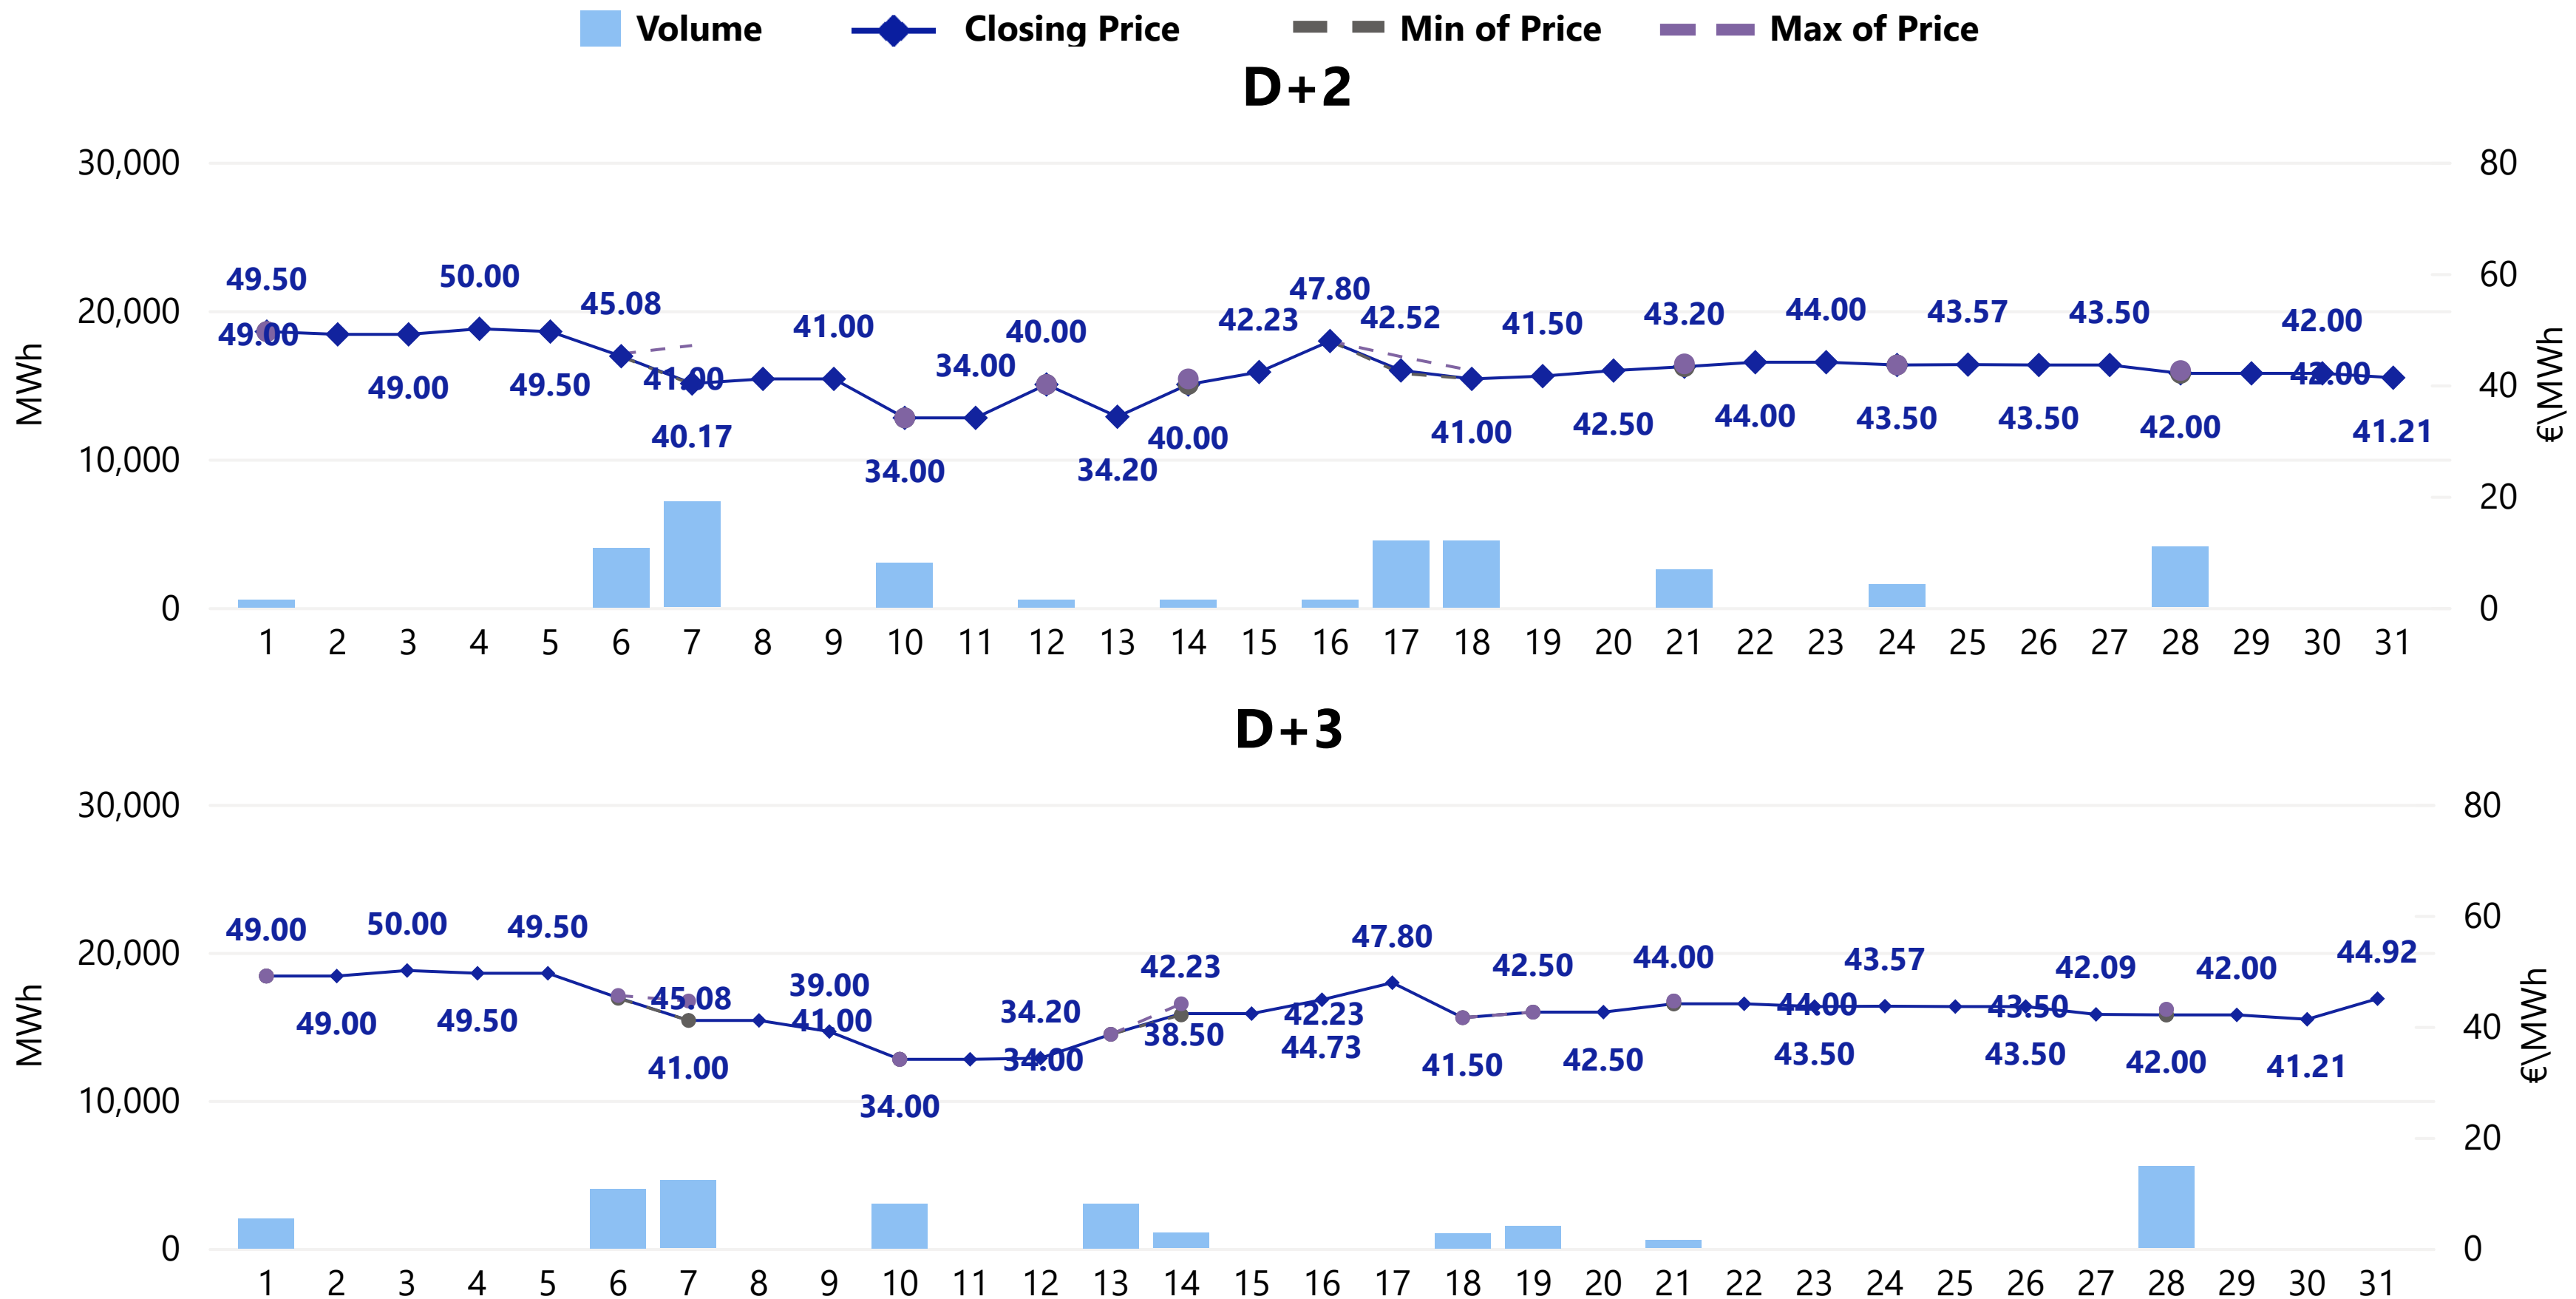 Volume Closing Price Min of Price Max of Price
D+2
30,000 80
60
50.00
49.50
47.80
45.08
20,000 42.52 43.20 44.00 43.57 43.50 42.00
42.23 41.50
41.00 40.00
49.00
34.00
MWh €\MWh
49.00 49.50 41.00 42.00 40
44.00 43.50 43.50
40.17 40.00 41.00 42.50 42.00 41.21
10,000
34.00 34.20
20
0 0
1 2 3 4 5 6 7 8 9 10 11 12 13 14 15 16 17 18 19 20 21 22 23 24 25 26 27 28 29 30 31
D+3
30,000 80
60
49.00 50.00 49.50 47.80
20,000 42.23 42.50 44.00 43.57 42.09 42.00 44.92
39.00
45.08 34.20 42.23 44.00 43.50
MWh €\MWh
49.00 49.50 41.00 38.50 40
44.73 43.50 43.50
41.00 34.00 41.50 42.50 42.00 41.21
10,000 34.00
20
0 0
1 2 3 4 5 6 7 8 9 10 11 12 13 14 15 16 17 18 19 20 21 22 23 24 25 26 27 28 29 30 31